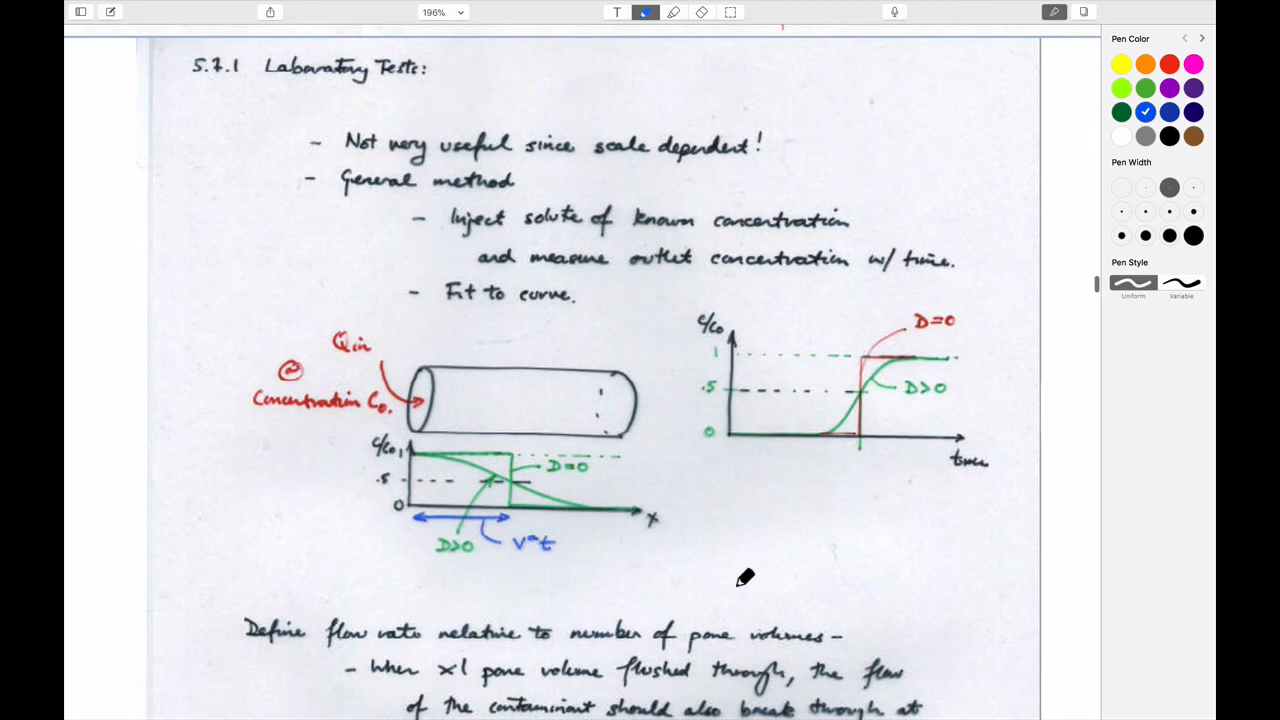 196%
T
Pen Color
5.7.1 Laboratory Tests:
- Not very useful since scale dependent!
- General method
- Inject solute of known concentration
and measure outlet concentration w/ time.
- Fit to curve.
Pen Width
Pen Style
Uniform
Variable
Qin
@
Concentration C0.
C/C0
1
.5
0
D=0
D>0
x
time
C/C0
1
.5
0
D=0
D>0
Define flow rate relative to number of pore volumes -
- When x1 pore volume flushed through, the flow
of the contaminant should also break through at